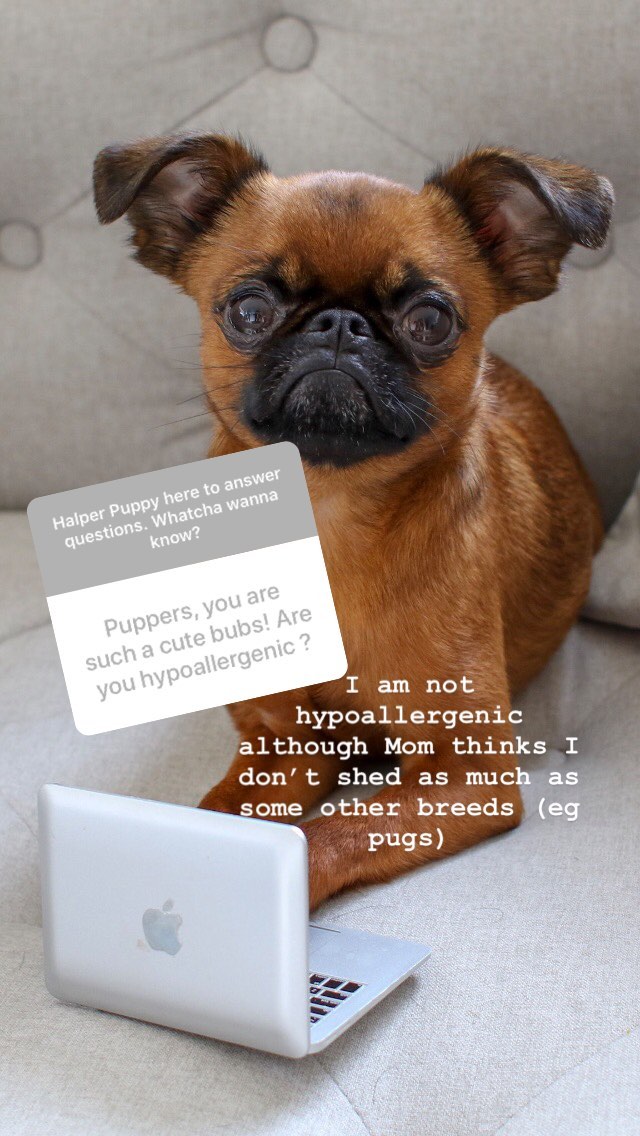 Halper Puppy here to answer
questions. Whatcha wanna
know?
Puppers, you are
such a cute bubs! Are
you hypoallergenic ?
I am not
hypoallergenic
although Mom thinks I
don't shed as much as
some other breeds (eg
pugs)